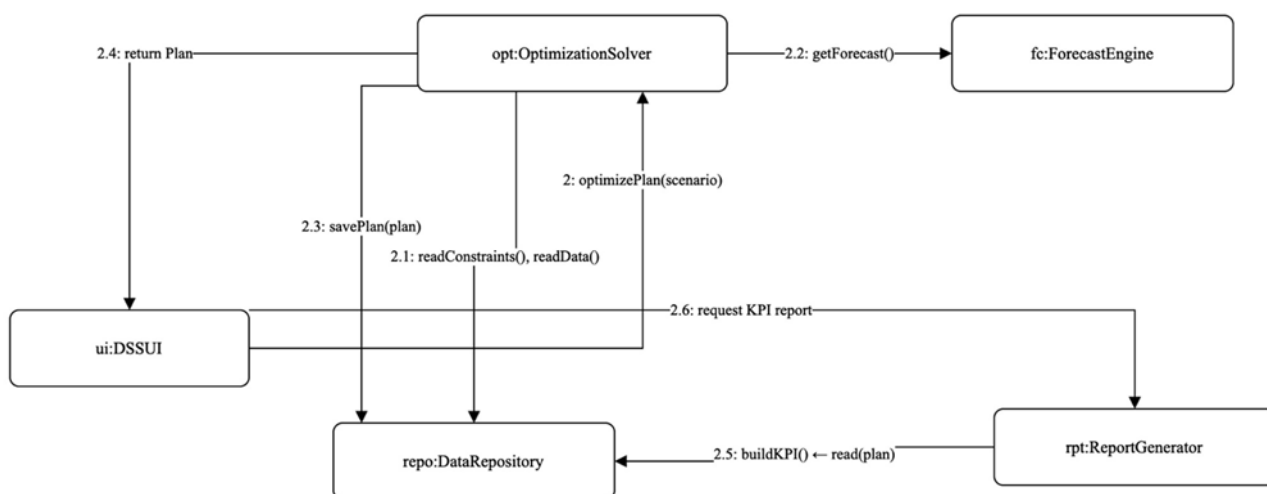 2.4: return Plan
opt:OptimizationSolver
2.2: getForecast()
fc:ForecastEngine
2: optimizePlan(scenario)
2.3: savePlan(plan)
2.1: readConstraints(), readData()
2.6: request KPI report
ui:DSSUI
repo:DataRepository
2.5: buildKPI() ← read(plan)
rpt:ReportGenerator